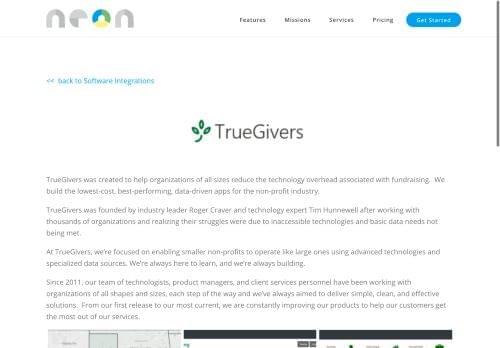 neon
Features Missions Services Pricing Get Started
<< back to Software Integrations
TrueGivers
TrueGivers was created to help organizations of all sizes reduce the technology overhead associated with fundraising. We
build the lowest-cost, best-performing, data-driven apps for the non-profit industry.
TrueGivers was founded by industry leader Roger Craver and technology expert Tim Hunnewell after working with
thousands of organizations and realizing their struggles were due to inaccessible technologies and basic data needs not
being met.
At TrueGivers, we're focused on enabling smaller non-profits to operate like large ones using advanced technologies and
specialized data sources. We're always here to learn, and we're always building.
Since 2011, our team of technologists, product managers, and client services personnel have been working with
organizations of all shapes and sizes, each step of the way and we've always aimed to deliver simple, clean, and effective
solutions. From our first release to our most current, we are constantly improving our products to help our customers get
the most out of our services.